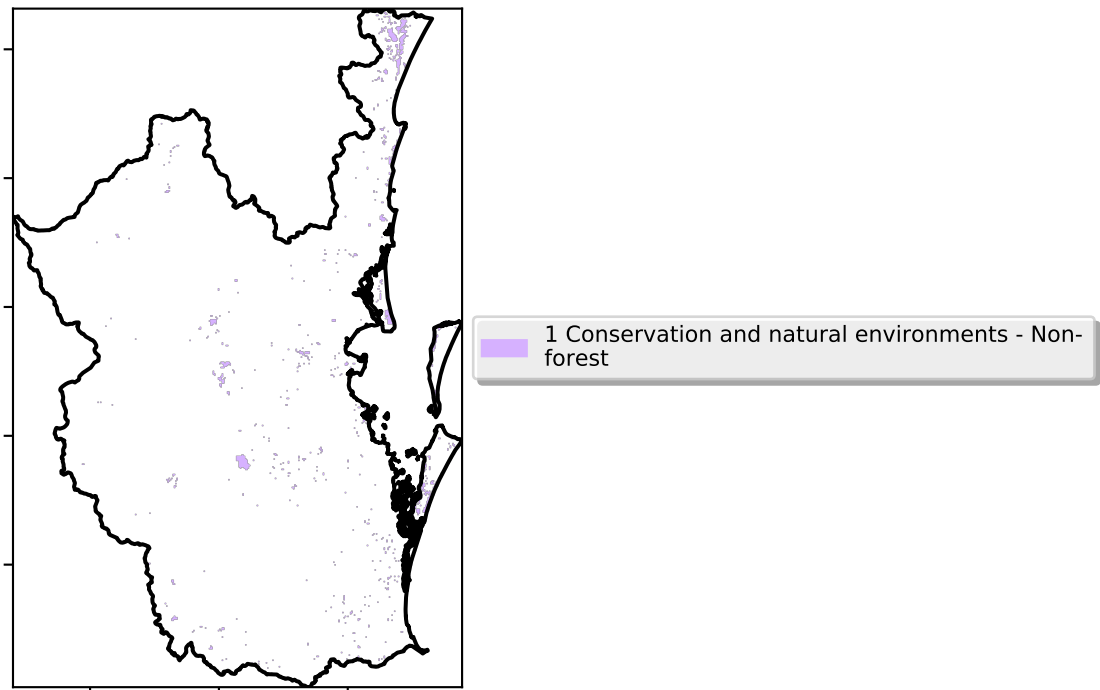 1 Conservation and natural environments - Non-
forest